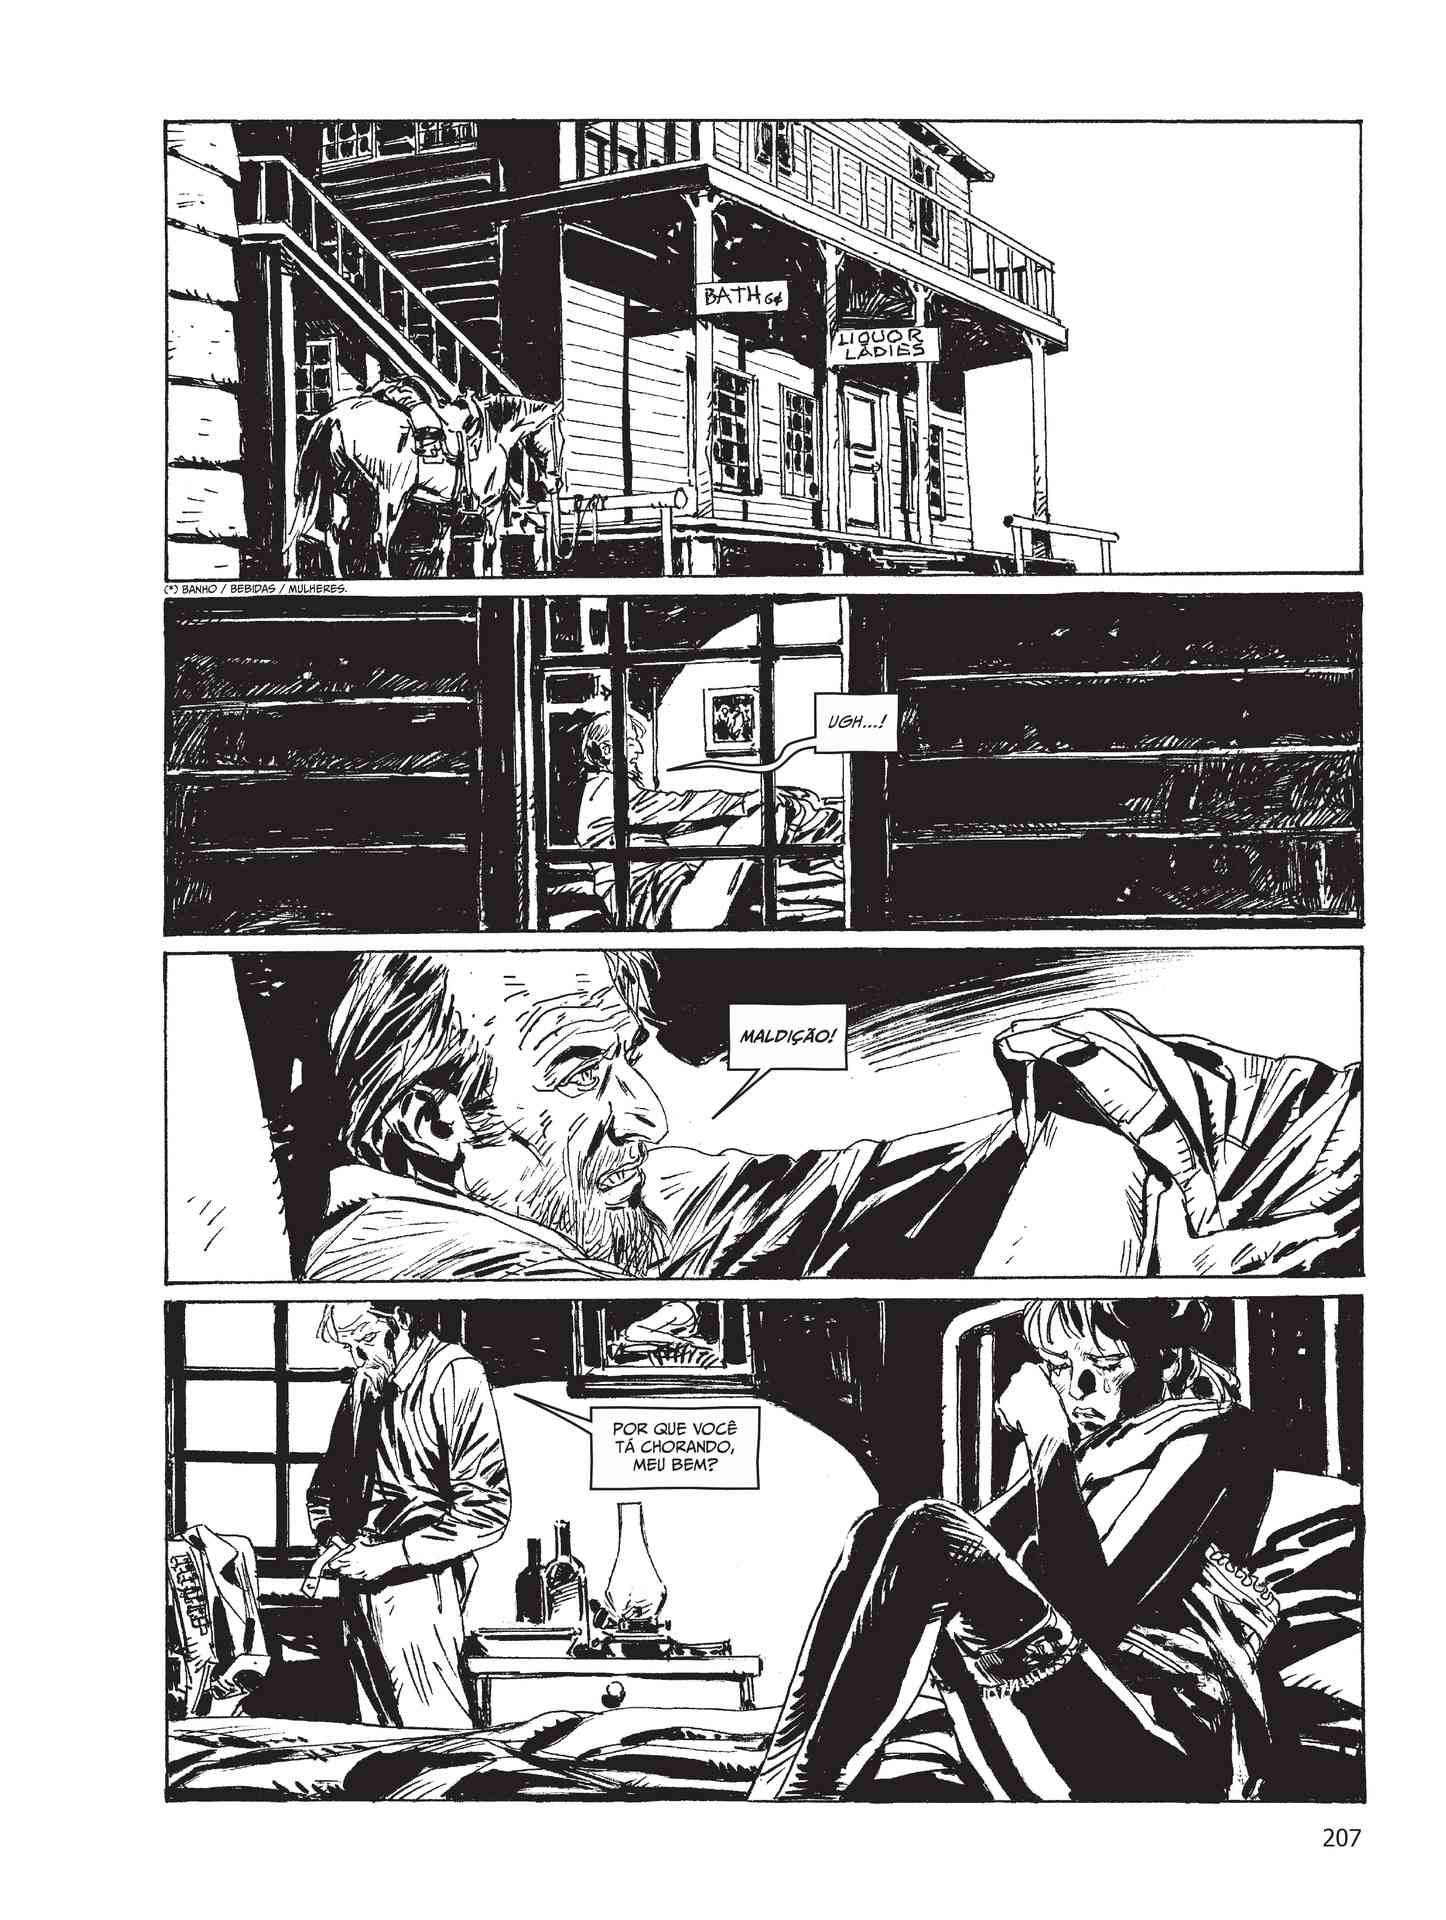 BATH 6¢
LIQUOR
LADIES
(*) BANHO / BEBIDAS / MULHERES.
UGH...!
MALDIÇÃO!
POR QUE VOCÊ
TÁ CHORANDO,
MEU BEM?
207